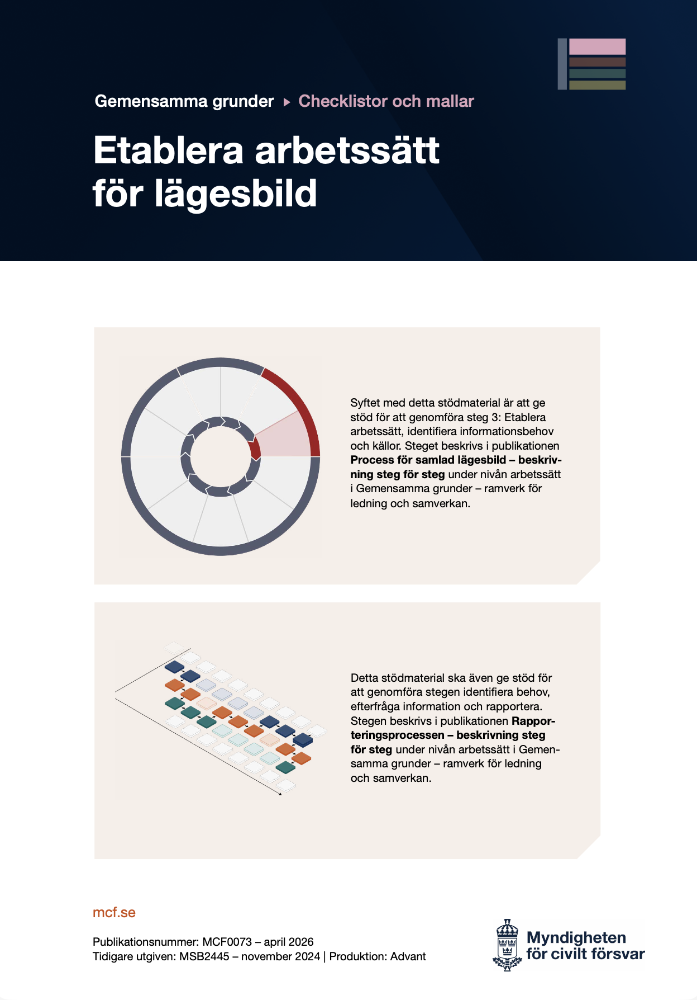 Gemensamma grunder ▸ Checklistor och mallar
Etablera arbetssätt
för lägesbild
Syftet med detta stödmaterial är att ge
stöd för att genomföra steg 3: Etablera
arbetssätt, identifiera informationsbehov
och källor. Steget beskrivs i publikationen
Process för samlad lägesbild – beskriv-
ning steg för steg under nivån arbetssätt
i Gemensamma grunder – ramverk för
ledning och samverkan.
Detta stödmaterial ska även ge stöd för
att genomföra stegen identifiera behov,
efterfråga information och rapportera.
Stegen beskrivs i publikationen Rappor-
teringsprocessen – beskrivning steg
för steg under nivån arbetssätt i Gemen-
samma grunder – ramverk för ledning
och samverkan.
mcf.se
Publikationsnummer: MCF0073 – april 2026
Tidigare utgiven: MSB2445 – november 2024 | Produktion: Advant
Myndigheten
för civilt försvar